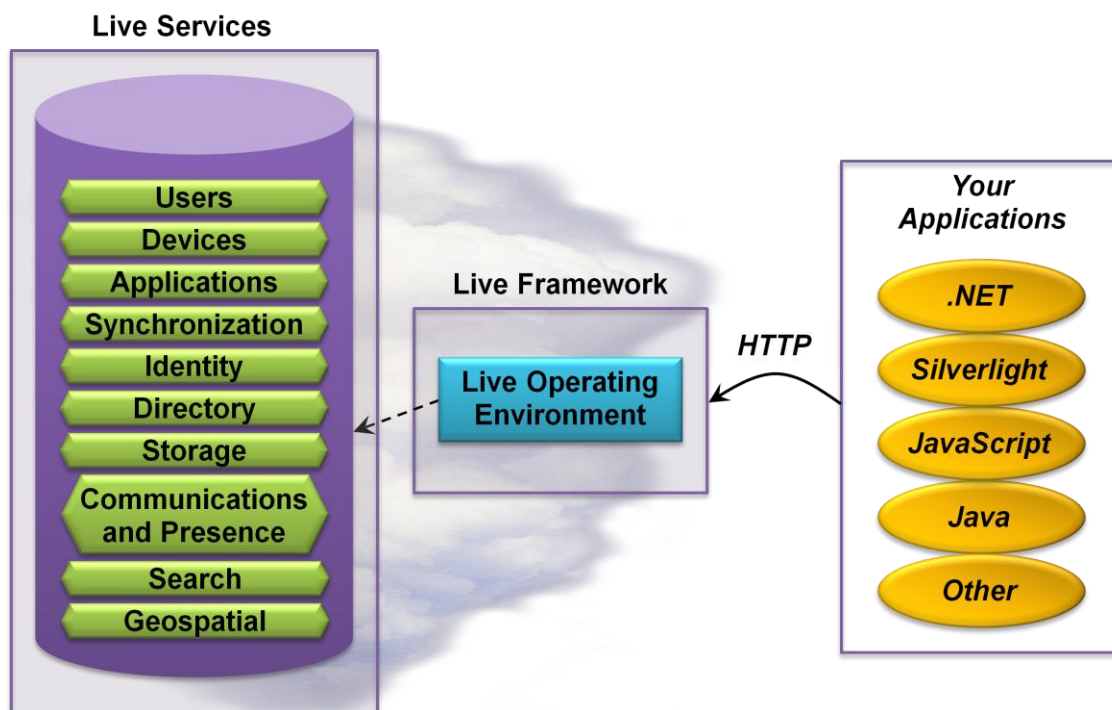 Live Services
Users
Devices
Applications
Synchronization
Identity
Directory
Storage
Communications
and Presence
Search
Geospatial
Live Framework
Live Operating
Environment
HTTP
Your
Applications
.NET
Silverlight
JavaScript
Java
Other